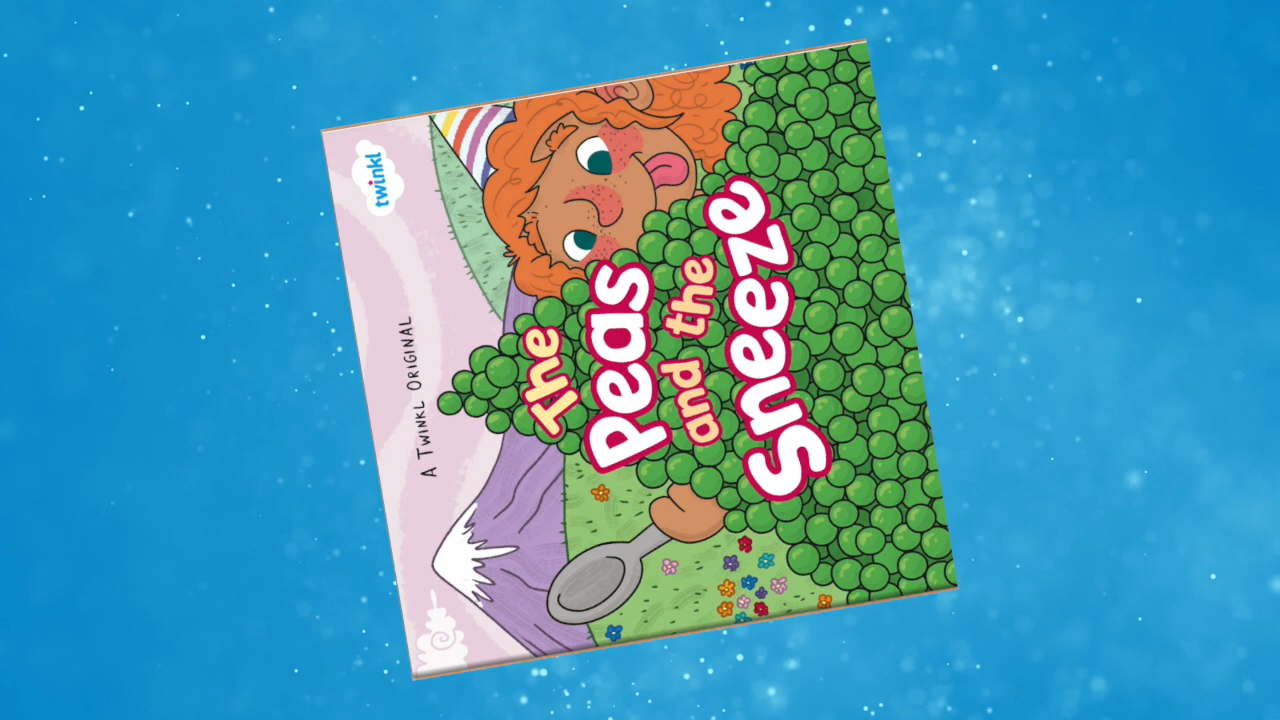 twinkl
A TWINKL ORIGINAL
The
Peas
and the
Sneeze